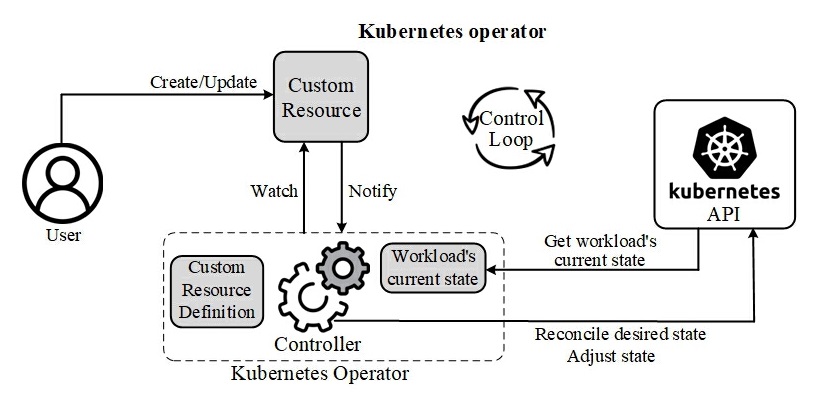 Kubernetes operator
Create/Update
Custom
Resource
Control
Loop
kubernetes
API
User
Watch
Notify
Get workload's
current state
Custom
Resource
Definition
Workload's
current state
Controller
Reconcile desired state
Adjust state
Kubernetes Operator